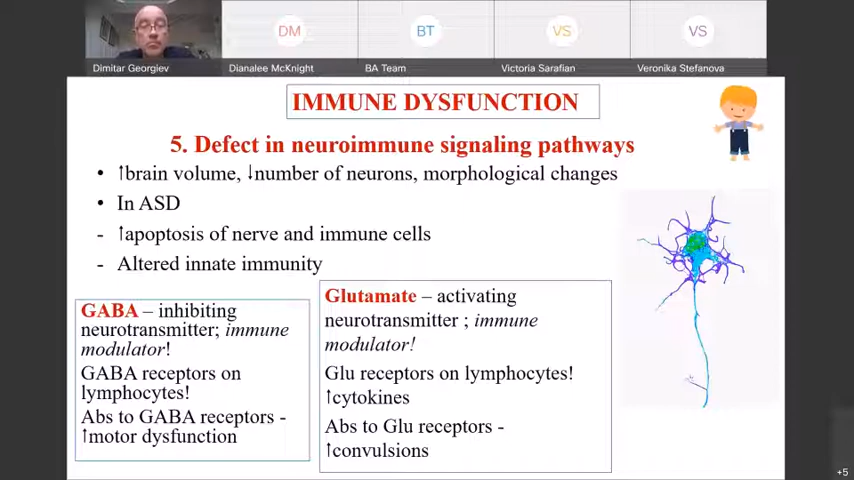 DM
BT
VS
VS
Dimitar Georgiev
Dianalee McKnight
BA Team
Victoria Sarafian
Veronika Stefanova
IMMUNE DYSFUNCTION
5. Defect in neuroimmune signaling pathways
• ↑brain volume, ↓number of neurons, morphological changes
• In ASD
- ↑apoptosis of nerve and immune cells
- Altered innate immunity
GABA – inhibiting
neurotransmitter; immune
modulator!
GABA receptors on
lymphocytes!
Abs to GABA receptors -
↑motor dysfunction
Glutamate – activating
neurotransmitter ; immune
modulator!
Glu receptors on lymphocytes!
↑cytokines
Abs to Glu receptors -
↑convulsions
+5